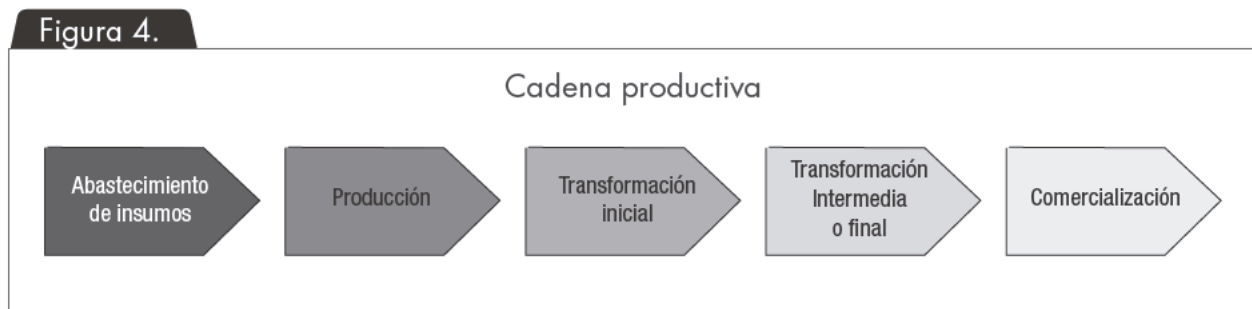 Figura 4.
Cadena productiva
Abastecimiento
de insumos
Producción
Transformación
inicial
Transformación
Intermedia
o final
Comercialización